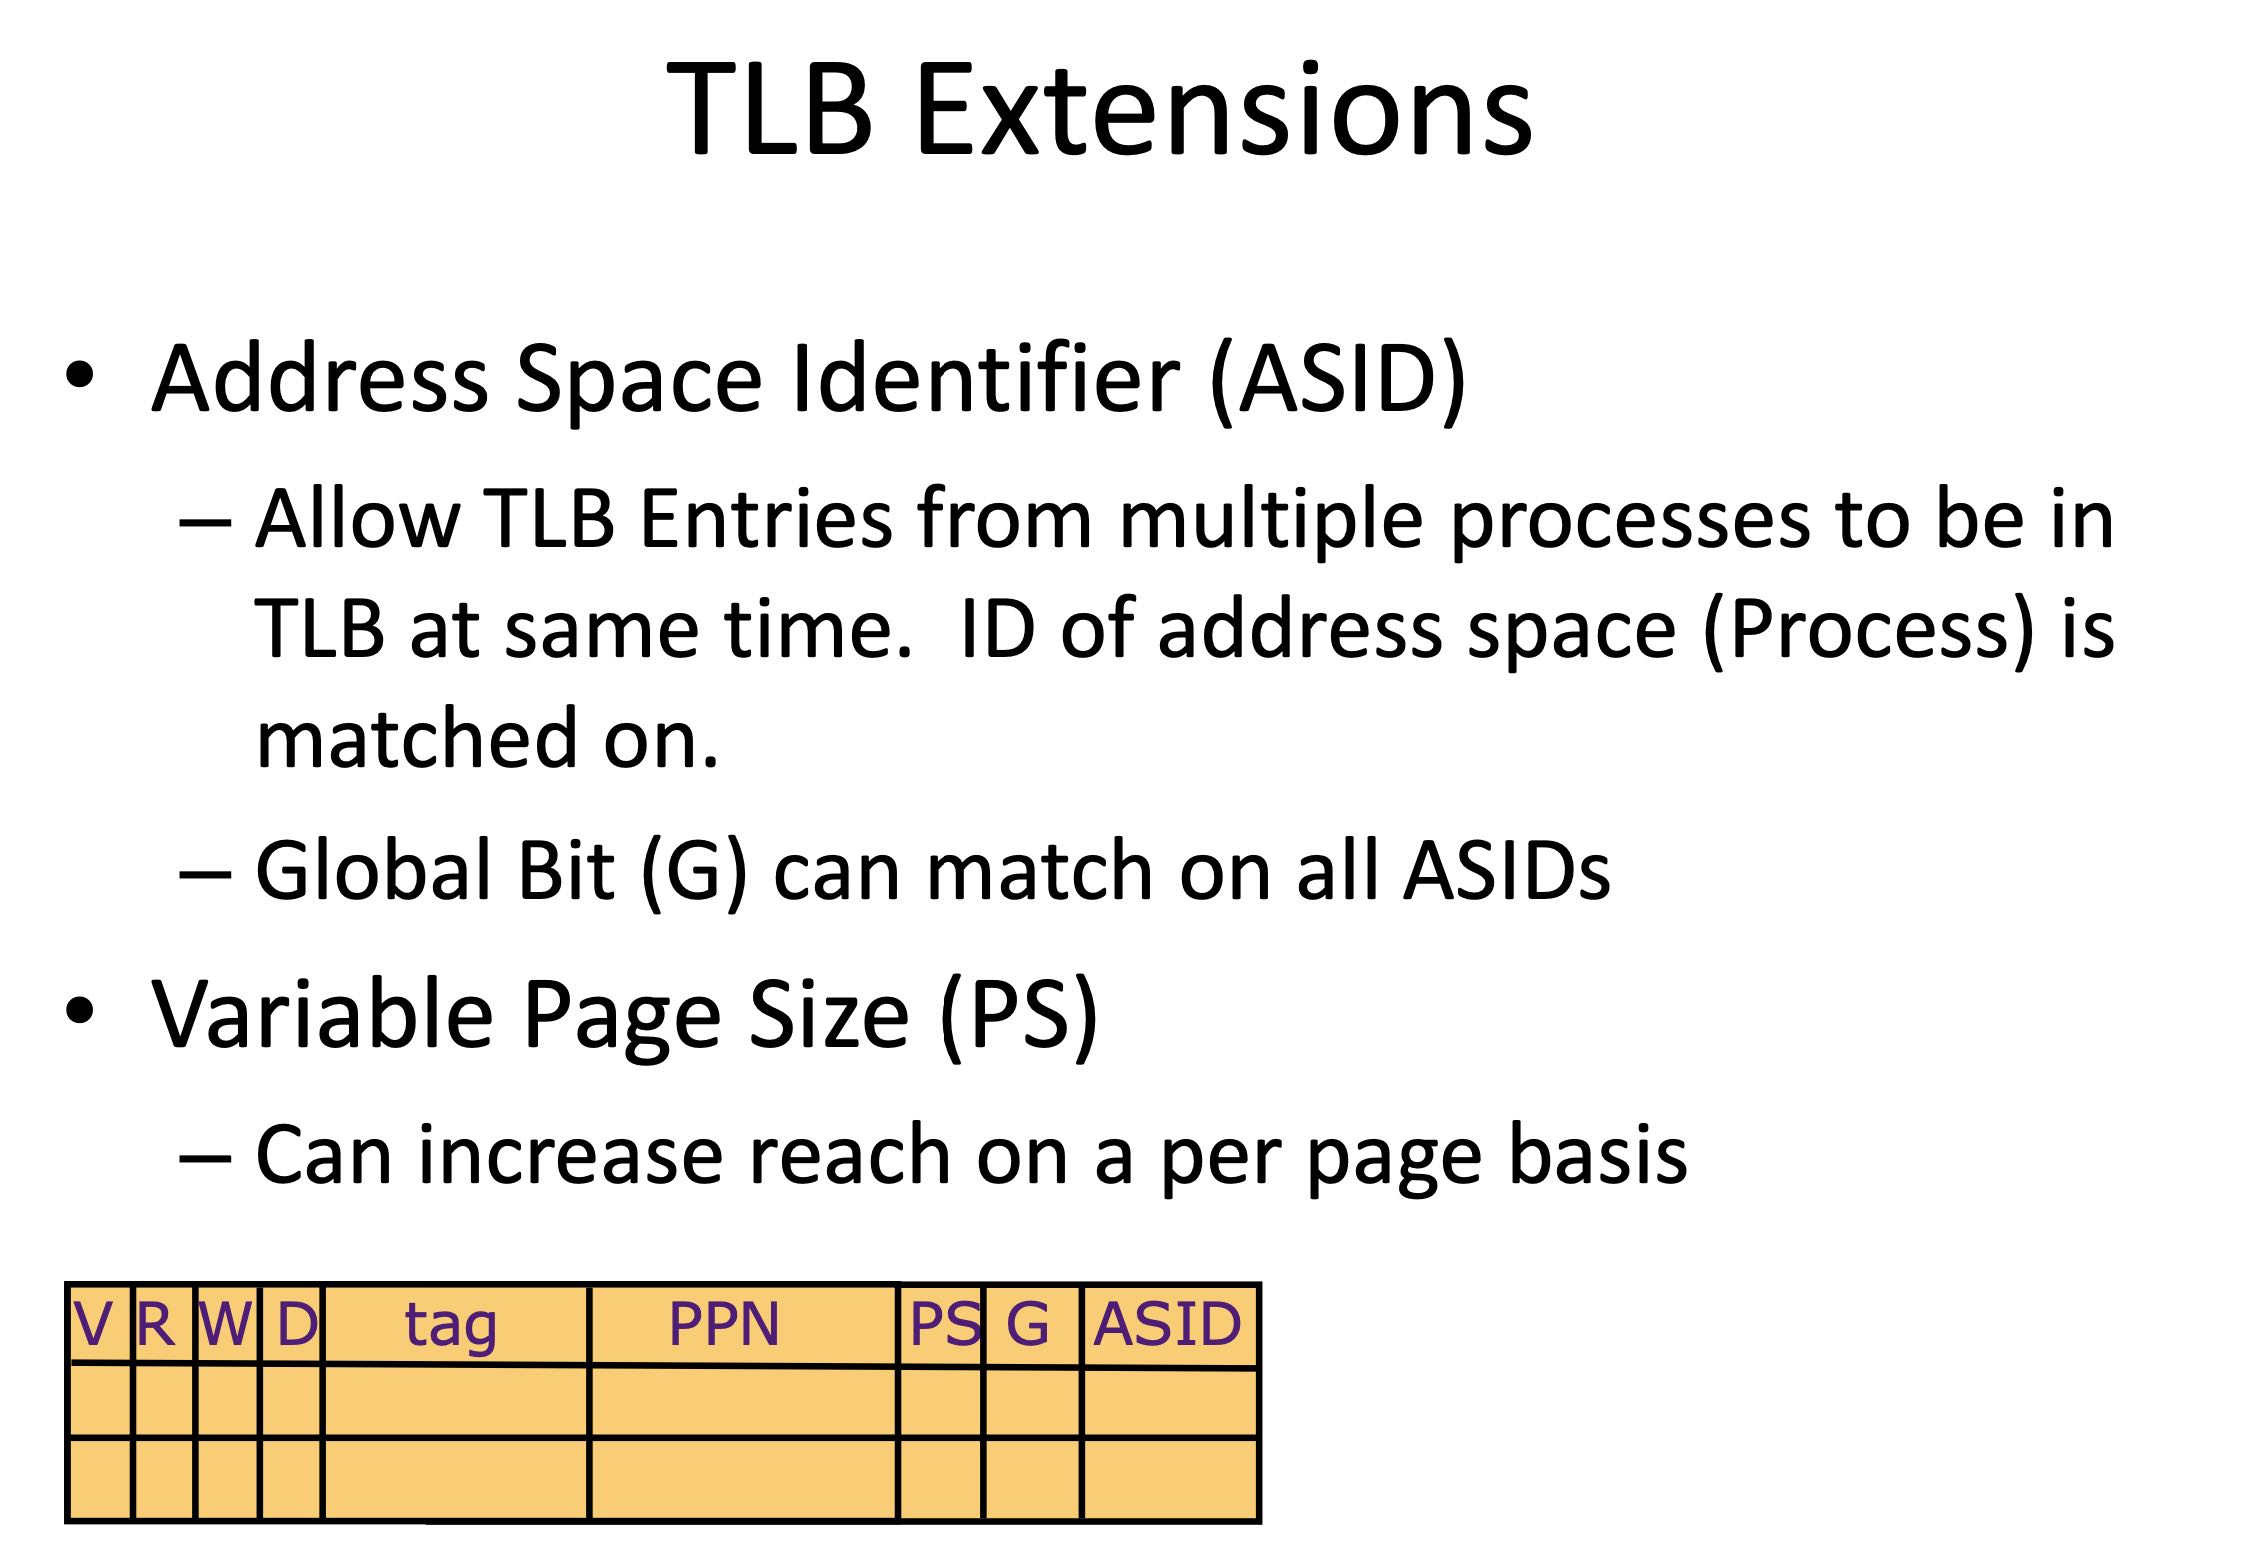 TLB Extensions
• Address Space Identifier (ASID)
– Allow TLB Entries from multiple processes to be in
TLB at same time.  ID of address space (Process) is
matched on.
– Global Bit (G) can match on all ASIDs
• Variable Page Size (PS)
– Can increase reach on a per page basis
V R W D tag PPN PS G ASID